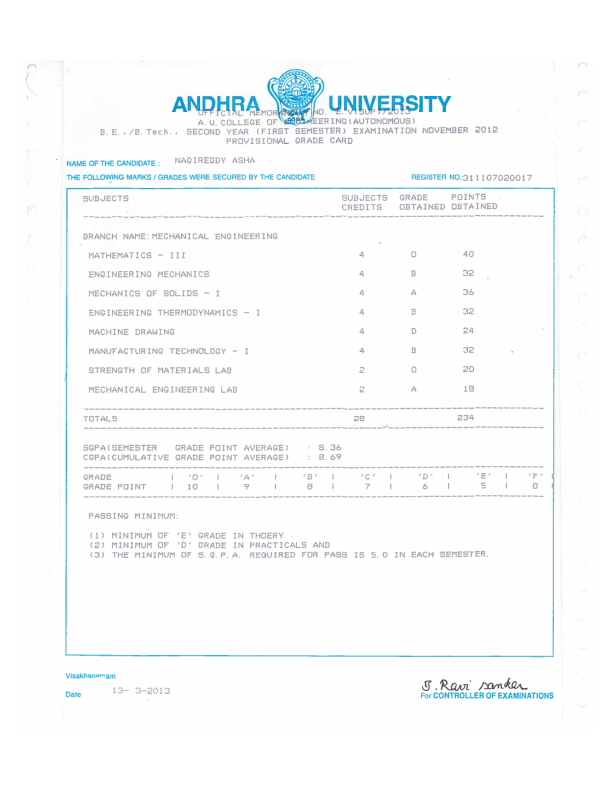 ANDHRA UNIVERSITY
OFFICIAL MEMORANDUM NO.
A.U.COLLEGE OF ENGINEERING(AUTONOMOUS)
B.E.,/B.Tech., SECOND YEAR (FIRST SEMESTER) EXAMINATION NOVEMBER 2012
PROVISIONAL GRADE CARD
NAME OF THE CANDIDATE : NAGIREDDY ASHA
THE FOLLOWING MARKS / GRADES WERE SECURED BY THE CANDIDATE REGISTER NO.311107020017
SUBJECTS SUBJECTS GRADE POINTS
CREDITS OBTAINED OBTAINED
BRANCH NAME:MECHANICAL ENGINEERING
MATHEMATICS - III 4 O 40
ENGINEERING MECHANICS 4 B 32
MECHANICS OF SOLIDS - I 4 A 36
ENGINEERING THERMODYNAMICS - I 4 B 32
MACHINE DRAWING 4 D 24
MANUFACTURING TECHNOLOGY - I 4 B 32
STRENGTH OF MATERIALS LAB 2 O 20
MECHANICAL ENGINEERING LAB 2 A 18
TOTALS 28 234
SGPA(SEMESTER GRADE POINT AVERAGE) : 8.36
CGPA(CUMULATIVE GRADE POINT AVERAGE) : 8.69
GRADE | 'O' | 'A' | 'B' | 'C' | 'D' | 'E' | 'F' |
GRADE POINT | 10 | 9 | 8 | 7 | 6 | 5 | 0 |
PASSING MINIMUM:
(1) MINIMUM OF 'E' GRADE IN THOERY
(2) MINIMUM OF 'D' GRADE IN PRACTICALS AND
(3) THE MINIMUM OF S.G.P.A. REQUIRED FOR PASS IS 5.0 IN EACH SEMESTER.
Visakhapatnam
Date 13- 3-2013
J. Ravi sanker
For CONTROLLER OF EXAMINATIONS